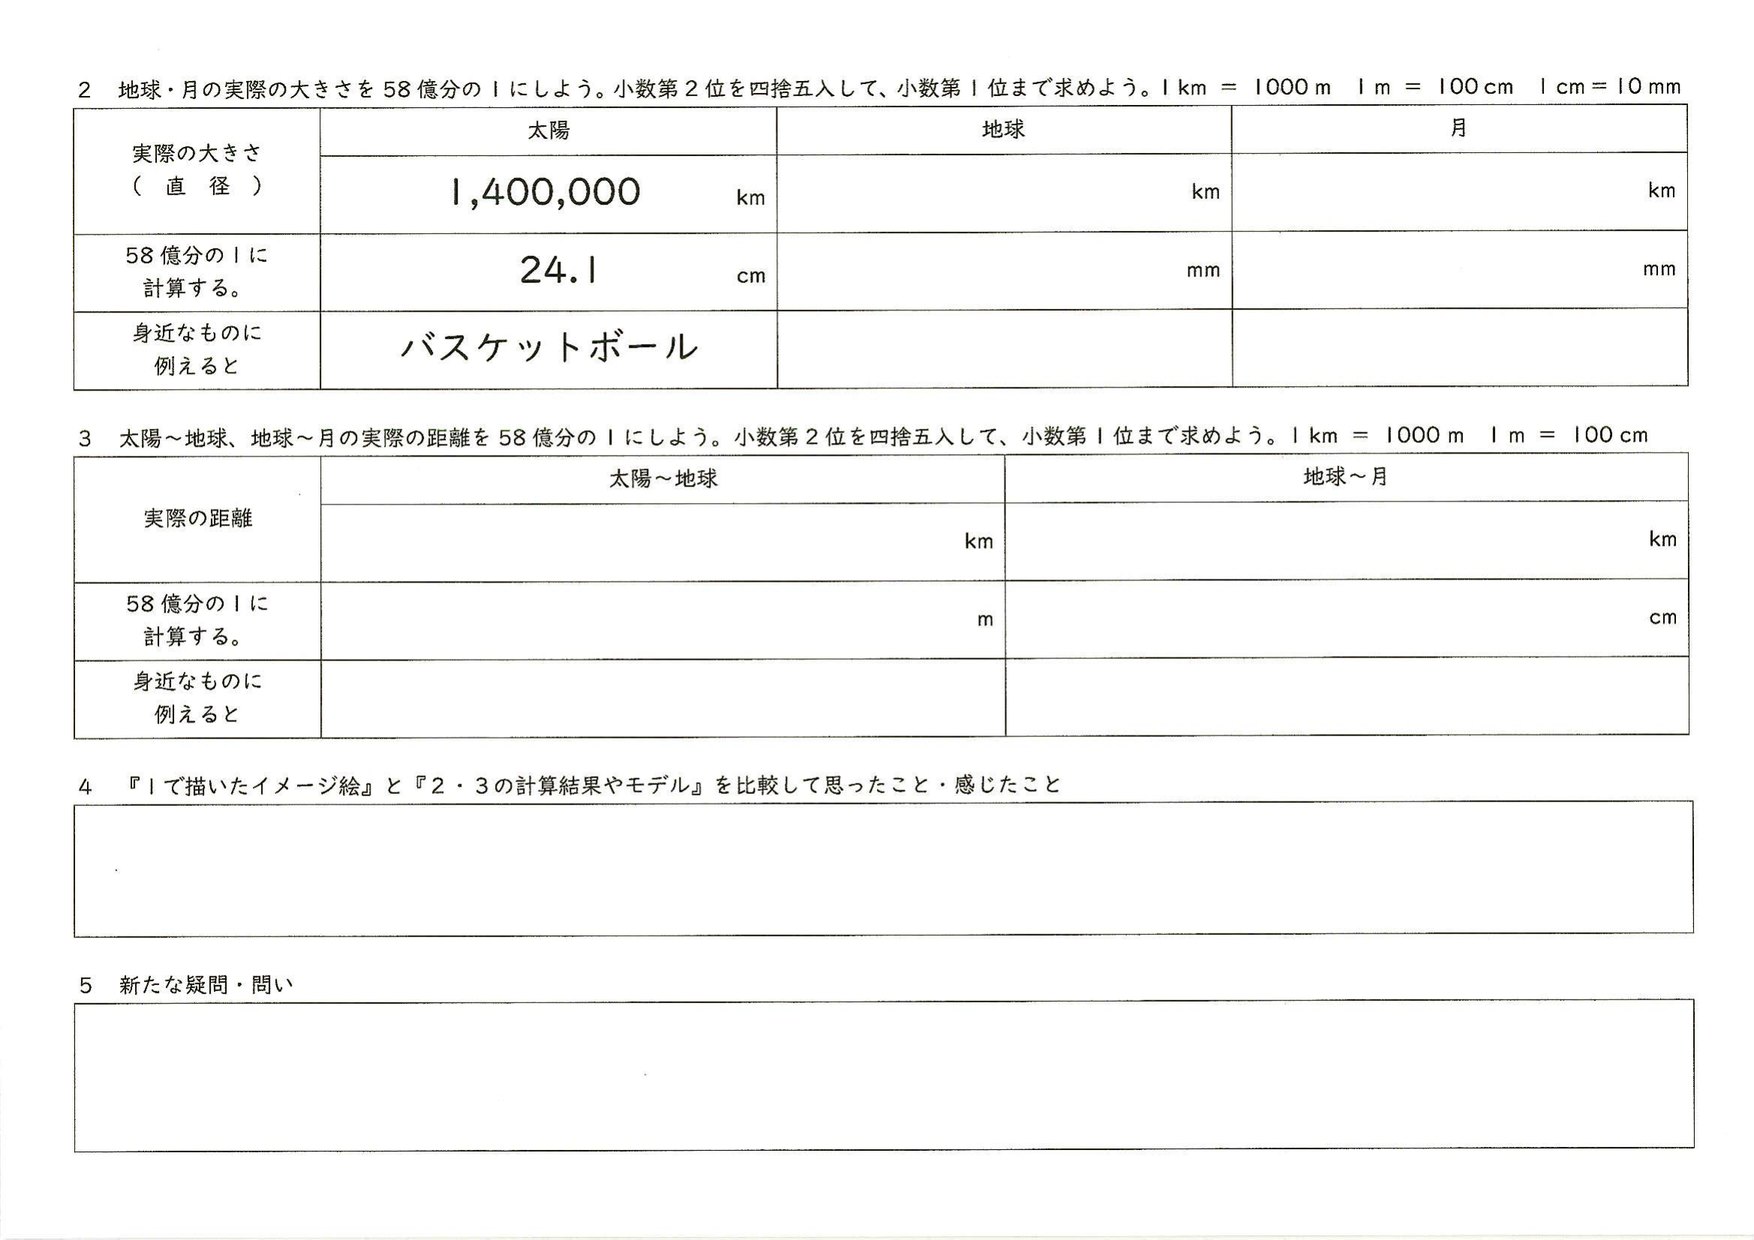 2 地球・月の実際の大きさを58億分の1にしよう。小数第2位を四捨五入して、小数第1位まで求めよう。1km = 1000m 1m = 100cm 1cm=10mm
実際の大きさ
（直径）
太陽
地球
月
1,400,000 km
km
km
58億分の1に
計算する。
24.1 cm
mm
mm
身近なものに
例えると
バスケットボール
3 太陽～地球、地球～月の実際の距離を58億分の1にしよう。小数第2位を四捨五入して、小数第1位まで求めよう。1km = 1000m 1m = 100cm
実際の距離
太陽～地球
地球～月
km
km
58億分の1に
計算する。
m
cm
身近なものに
例えると
4 『1で描いたイメージ絵』と『2・3の計算結果やモデル』を比較して思ったこと・感じたこと
5 新たな疑問・問い